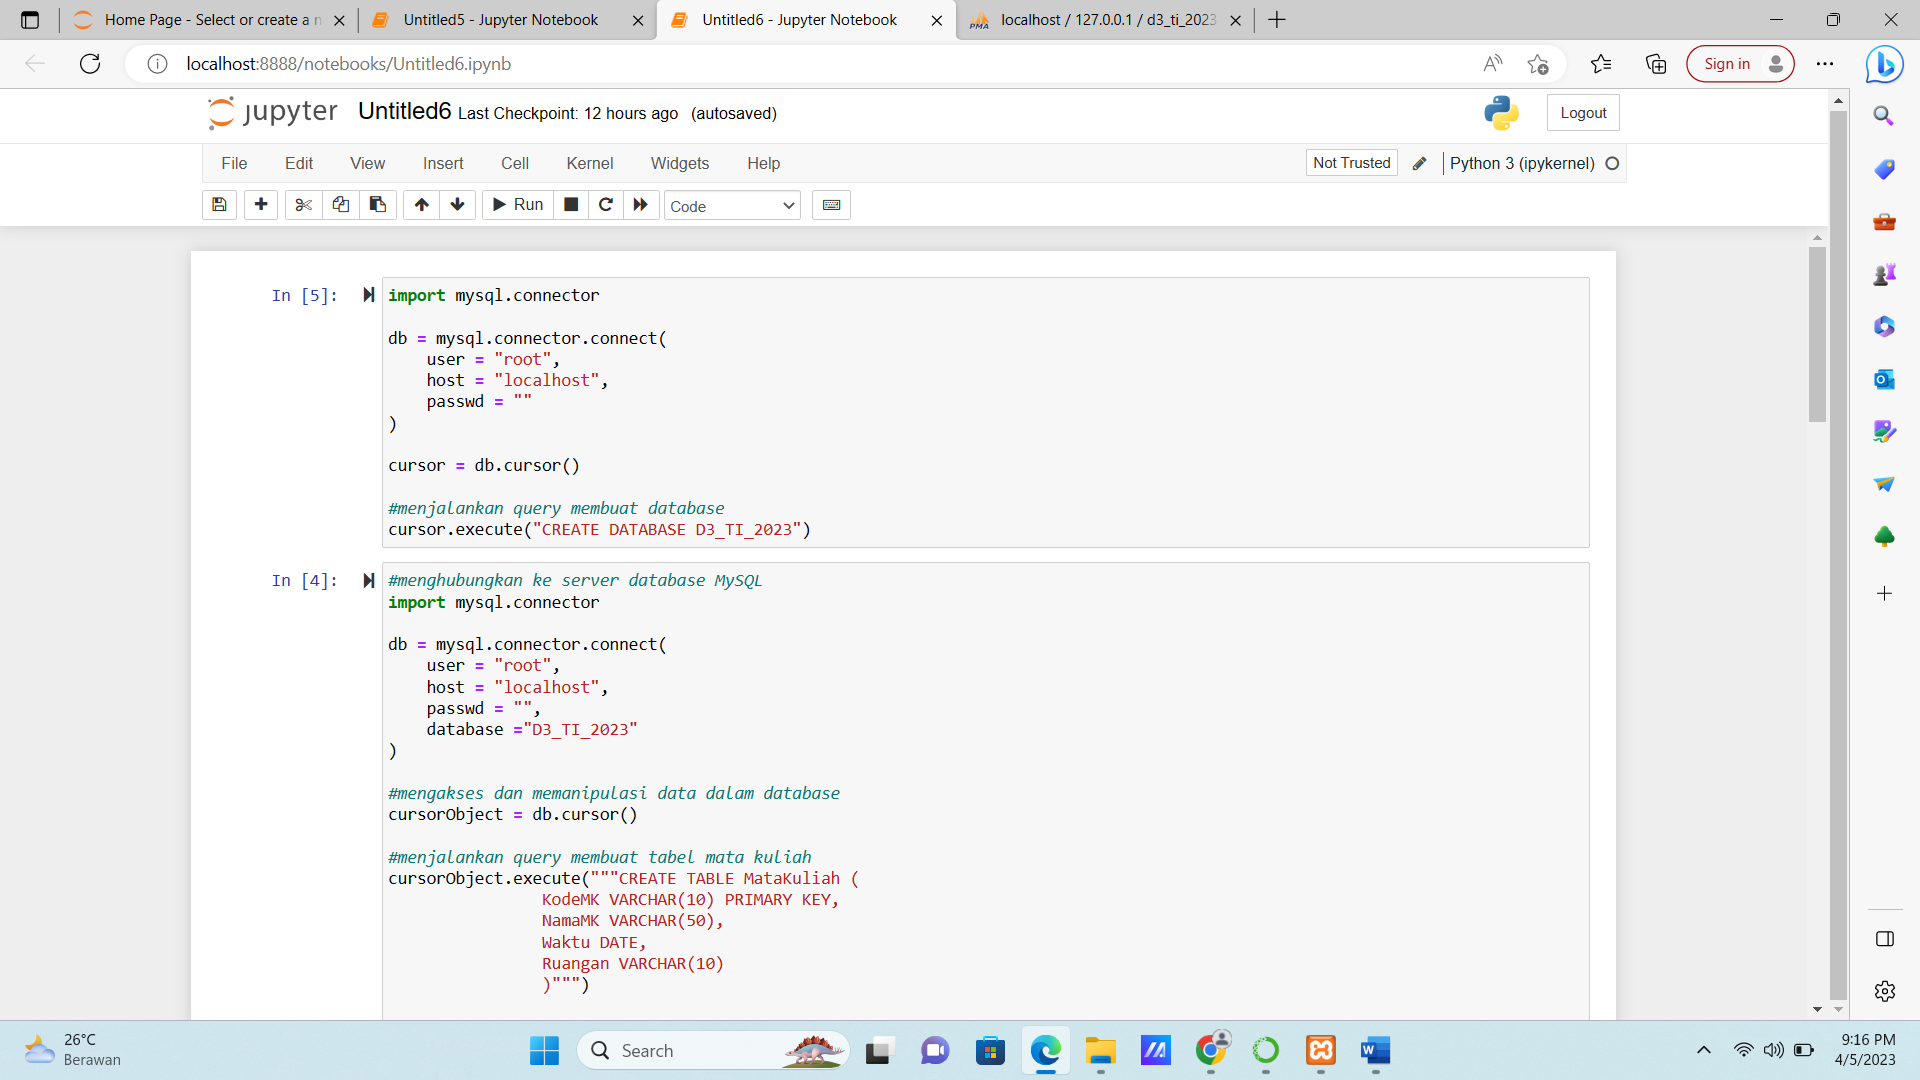 Home Page - Select or create a n
Untitled5 - Jupyter Notebook
Untitled6 - Jupyter Notebook
PMA
localhost / 127.0.0.1 / d3_ti_2023
localhost:8888/notebooks/Untitled6.ipynb
Sign in
jupyter Untitled6 Last Checkpoint: 12 hours ago (autosaved)
Logout
File Edit View Insert Cell Kernel Widgets Help
Not Trusted
Python 3 (ipykernel)
Run
Code
In [5]:
import mysql.connector
db = mysql.connector.connect(
user = "root",
host = "localhost",
passwd = ""
)
cursor = db.cursor()
#menjalankan query membuat database
cursor.execute("CREATE DATABASE D3_TI_2023")
In [4]:
#menghubungkan ke server database MySQL
import mysql.connector
db = mysql.connector.connect(
user = "root",
host = "localhost",
passwd = "",
database ="D3_TI_2023"
)
#mengakses dan memanipulasi data dalam database
cursorObject = db.cursor()
#menjalankan query membuat tabel mata kuliah
cursorObject.execute("""CREATE TABLE MataKuliah (
KodeMK VARCHAR(10) PRIMARY KEY,
NamaMK VARCHAR(50),
Waktu DATE,
Ruangan VARCHAR(10)
)""")
26°C
Berawan
Search
9:16 PM
4/5/2023